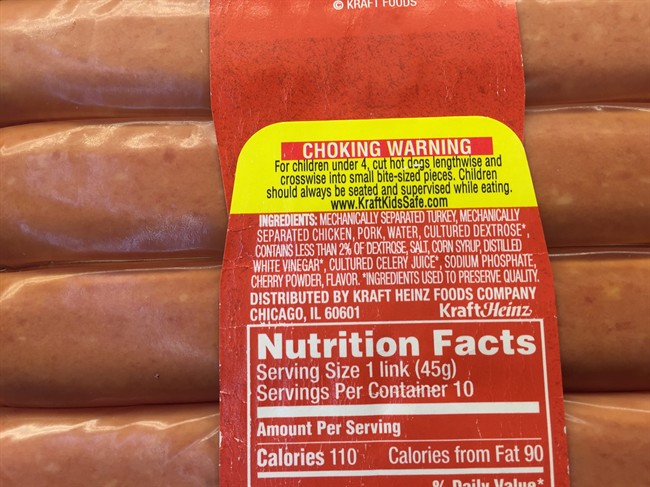 © KRAFT FOODS
CHOKING WARNING
For children under 4, cut hot dogs lengthwise and
crosswise into small bite-sized pieces. Children
should always be seated and supervised while eating.
www.KraftKidsSafe.com
INGREDIENTS: MECHANICALLY SEPARATED TURKEY, MECHANICALLY
SEPARATED CHICKEN, PORK, WATER, CULTURED DEXTROSE*,
CONTAINS LESS THAN 2% OF DEXTROSE, SALT, CORN SYRUP, DISTILLED
WHITE VINEGAR*, CULTURED CELERY JUICE*, SODIUM PHOSPHATE,
CHERRY POWDER, FLAVOR. *INGREDIENTS USED TO PRESERVE QUALITY.
DISTRIBUTED BY KRAFT HEINZ FOODS COMPANY
CHICAGO, IL 60601 KraftHeinz
Nutrition Facts
Serving Size 1 link (45g)
Servings Per Container 10
Amount Per Serving
Calories 110 Calories from Fat 90
% Daily Value*